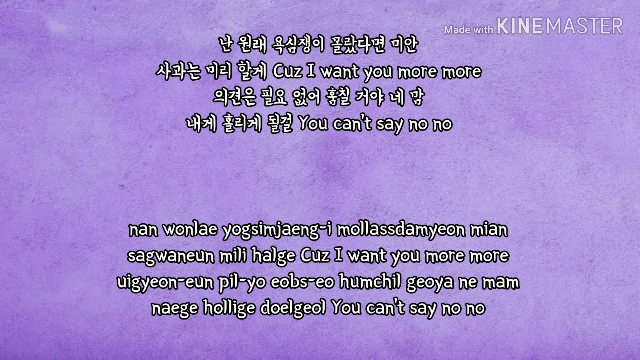 Made with KINEMASTER
난 원래 욕심쟁이 몰랐다면 미안
사과는 미리 할게 Cuz I want you more more
의견은 필요 없어 훔칠 거야 네 맘
내게 홀리게 될걸 You can't say no no
nan wonlae yogsimjaeng-i mollassdamyeon mian
sagwaneun mili halge Cuz I want you more more
uigyeon-eun pil-yo eobs-eo humchil geoya ne mam
naege hollige doelgeol You can't say no no